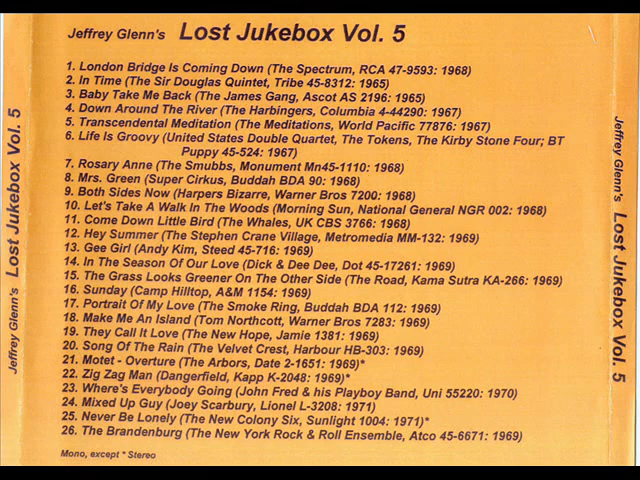 Jeffrey Glenn's Lost Jukebox Vol. 5
1. London Bridge Is Coming Down (The Spectrum, RCA 47-9593: 1968)
2. In Time (The Sir Douglas Quintet, Tribe 45-8312: 1965)
3. Baby Take Me Back (The James Gang, Ascot AS 2196: 1965)
4. Down Around The River (The Harbingers, Columbia 4-44290: 1967)
5. Transcendental Meditation (The Meditations, World Pacific 77876: 1967)
6. Life Is Groovy (United States Double Quartet, The Tokens, The Kirby Stone Four; BT
Puppy 45-524: 1967)
7. Rosary Anne (The Smubbs, Monument Mn45-1110: 1968)
8. Mrs. Green (Super Cirkus, Buddah BDA 90: 1968)
9. Both Sides Now (Harpers Bizarre, Warner Bros 7200: 1968)
10. Let's Take A Walk In The Woods (Morning Sun, National General NGR 002: 1968)
11. Come Down Little Bird (The Whales, UK CBS 3766: 1968)
12. Hey Summer (The Stephen Crane Village, Metromedia MM-132: 1969)
13. Gee Girl (Andy Kim, Steed 45-716: 1969)
14. In The Season Of Our Love (Dick & Dee Dee, Dot 45-17261: 1969)
15. The Grass Looks Greener On The Other Side (The Road, Kama Sutra KA-266: 1969)
16. Sunday (Camp Hilltop, A&M 1154: 1969)
17. Portrait Of My Love (The Smoke Ring, Buddah BDA 112: 1969)
18. Make Me An Island (Tom Northcott, Warner Bros 7283: 1969)
19. They Call It Love (The New Hope, Jamie 1381: 1969)
20. Song Of The Rain (The Velvet Crest, Harbour HB-303: 1969)
21. Motet - Overture (The Arbors, Date 2-1651: 1969)*
22. Zig Zag Man (Dangerfield, Kapp K-2048: 1969)*
23. Where's Everybody Going (John Fred & his Playboy Band, Uni 55220: 1970)
24. Mixed Up Guy (Joey Scarbury, Lionel L-3208: 1971)
25. Never Be Lonely (The New Colony Six, Sunlight 1004: 1971)*
26. The Brandenburg (The New York Rock & Roll Ensemble, Atco 45-6671: 1969)
Mono, except * Stereo
Jeffrey Glenn's Lost Jukebox Vol. 5
Jeffrey Glenn's Lost Jukebox Vol. 5